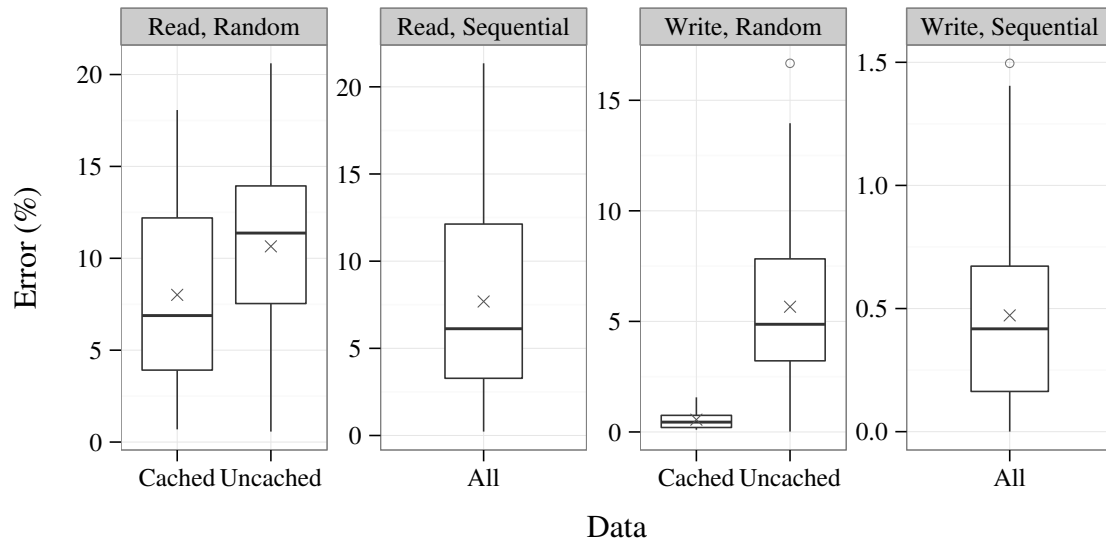 Read, Random
Read, Sequential
Write, Random
Write, Sequential
Error (%)
20
15
10
5
0
20
15
10
5
0
15
10
5
0
1.5
1.0
0.5
0.0
Cached Uncached
All
Cached Uncached
All
Data